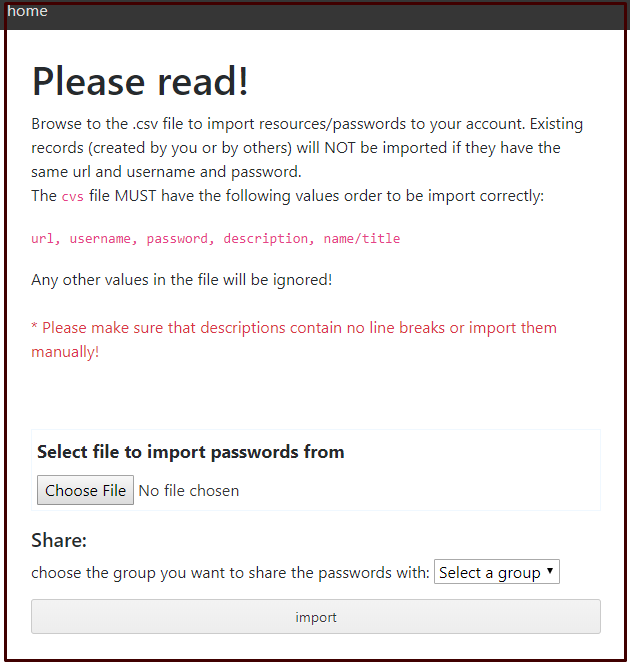 home
Please read!
Browse to the .csv file to import resources/passwords to your account. Existing
records (created by you or by others) will NOT be imported if they have the
same url and username and password.
The cvs file MUST have the following values order to be import correctly:
url, username, password, description, name/title
Any other values in the file will be ignored!
* Please make sure that descriptions contain no line breaks or import them
manually!
Select file to import passwords from
Choose File No file chosen
Share:
choose the group you want to share the passwords with: Select a group
import